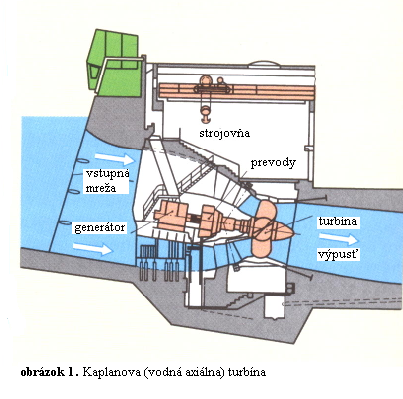 strojovňa
prevody
vstupná
mreža
generátor
turbína
výpusť
obrázok 1. Kaplanova (vodná axiálna) turbína